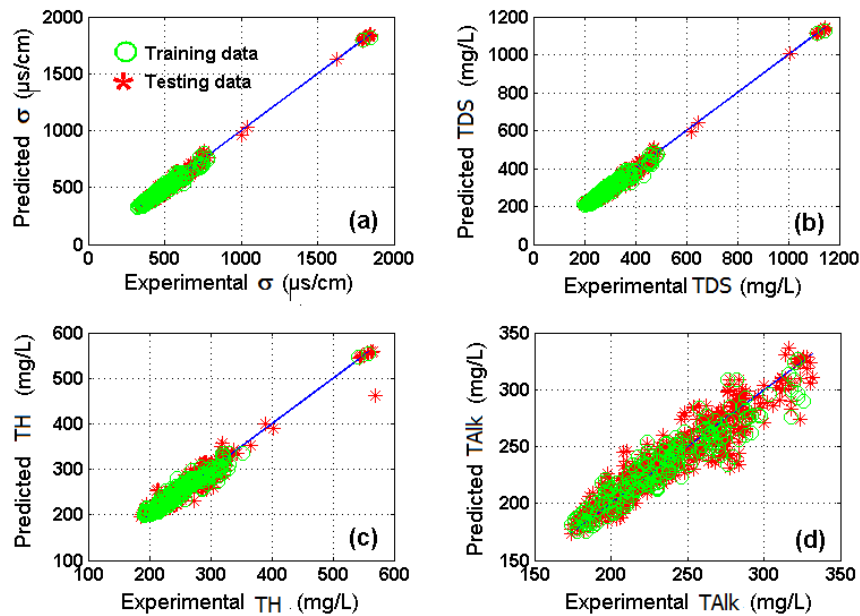 2000
1500
1000
500
0
Predicted σ (µs/cm)
Training data
Testing data
(a)
0 500 1000 1500 2000
Experimental σ (µs/cm)
1200
1000
800
600
400
200
0
Predicted TDS (mg/L)
(b)
0 200 400 600 800 1000 1200
Experimental TDS (mg/L)
600
500
400
300
200
100
Predicted TH (mg/L)
(c)
100 200 300 400 500 600
Experimental TH (mg/L)
350
300
250
200
150
Predicted TAlk (mg/L)
(d)
150 200 250 300 350
Experimental TAlk (mg/L)